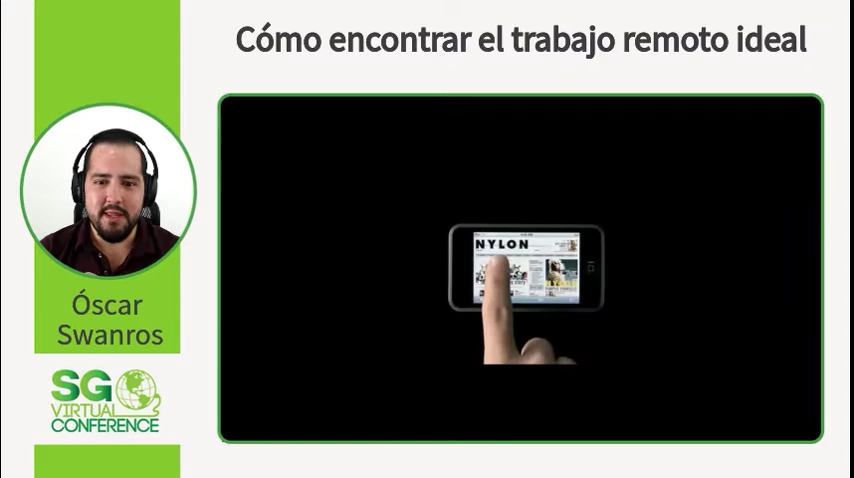 Cómo encontrar el trabajo remoto ideal
NYLON
Óscar
Swanros
SG
VIRTUAL
CONFERENCE